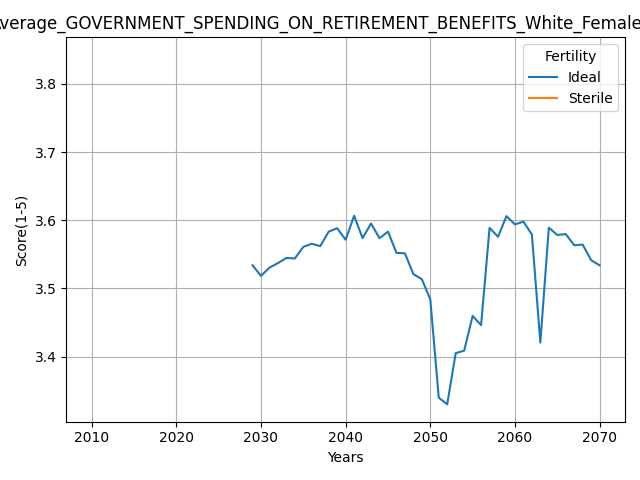 verage_GOVERNMENT_SPENDING_ON_RETIREMENT_BENEFITS_White_Female
Fertility
Ideal
Sterile
3.8
3.7
3.6
3.5
3.4
Score(1-5)
2010 2020 2030 2040 2050 2060 2070
Years